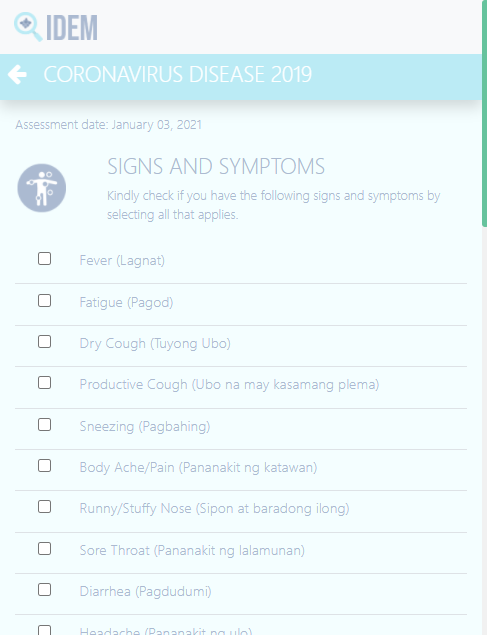 IDEM
CORONAVIRUS DISEASE 2019
Assessment date: January 03, 2021
SIGNS AND SYMPTOMS
Kindly check if you have the following signs and symptoms by
selecting all that applies.
Fever (Lagnat)
Fatigue (Pagod)
Dry Cough (Tuyong Ubo)
Productive Cough (Ubo na may kasamang plema)
Sneezing (Pagbahing)
Body Ache/Pain (Pananakit ng katawan)
Runny/Stuffy Nose (Sipon at baradong ilong)
Sore Throat (Pananakit ng lalamunan)
Diarrhea (Pagdudumi)
Headache (Pananakit ng ulo)